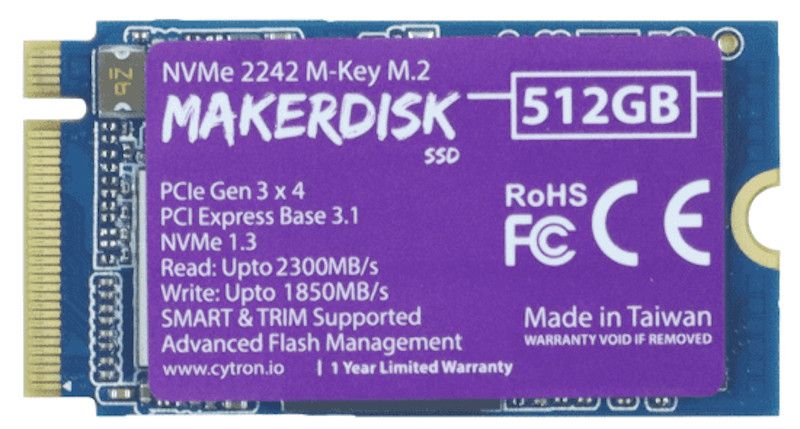 NVMe 2242 M-Key M.2
MAKERDISK
SSD
512GB
PCIe Gen 3 x 4
PCI Express Base 3.1
NVMe 1.3
Read: Upto 2300MB/s
Write: Upto 1850MB/s
SMART & TRIM Supported
Advanced Flash Management
www.cytron.io | 1 Year Limited Warranty
RoHS
FC CE
Made in Taiwan
WARRANTY VOID IF REMOVED